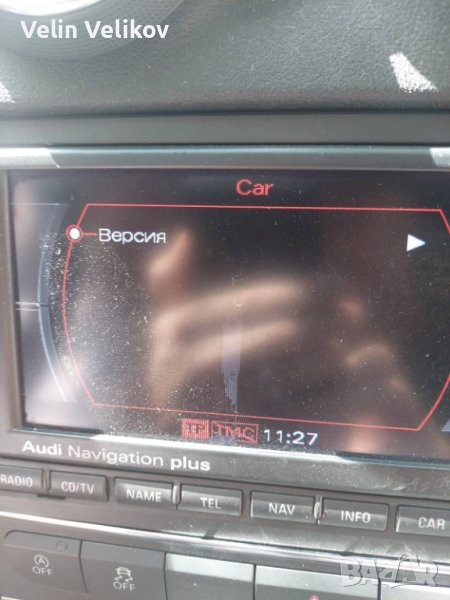 Velin Velikov
Car
Версия
TP TMC 11:27
Audi Navigation plus
RADIO CD/TV NAME TEL NAV INFO CAR
A OFF OFF
BAZAR